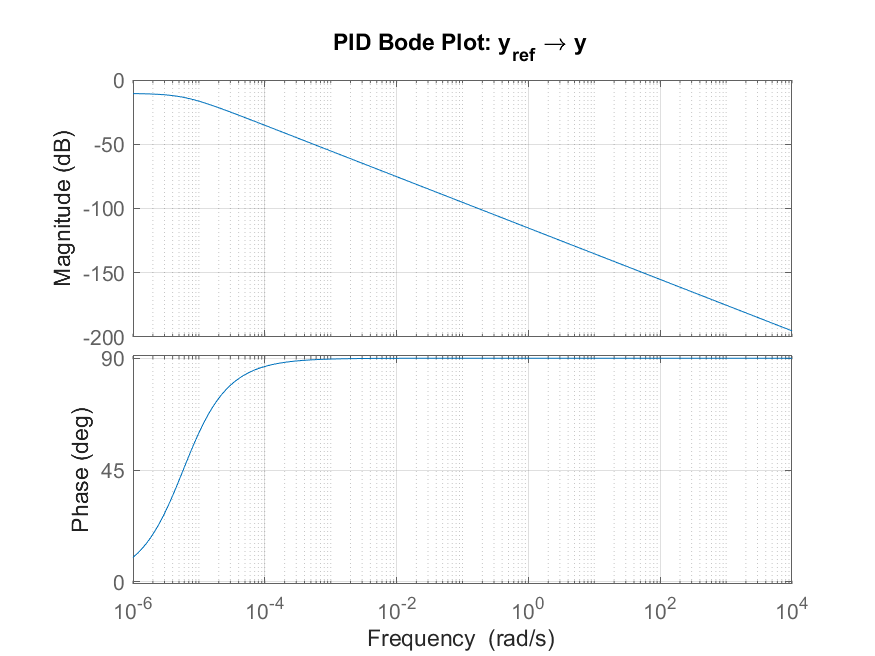 PID Bode Plot: y_ref → y
Magnitude (dB)
0
-50
-100
-150
-200
Phase (deg)
90
45
0
10^-6 10^-4 10^-2 10^0 10^2 10^4
Frequency (rad/s)